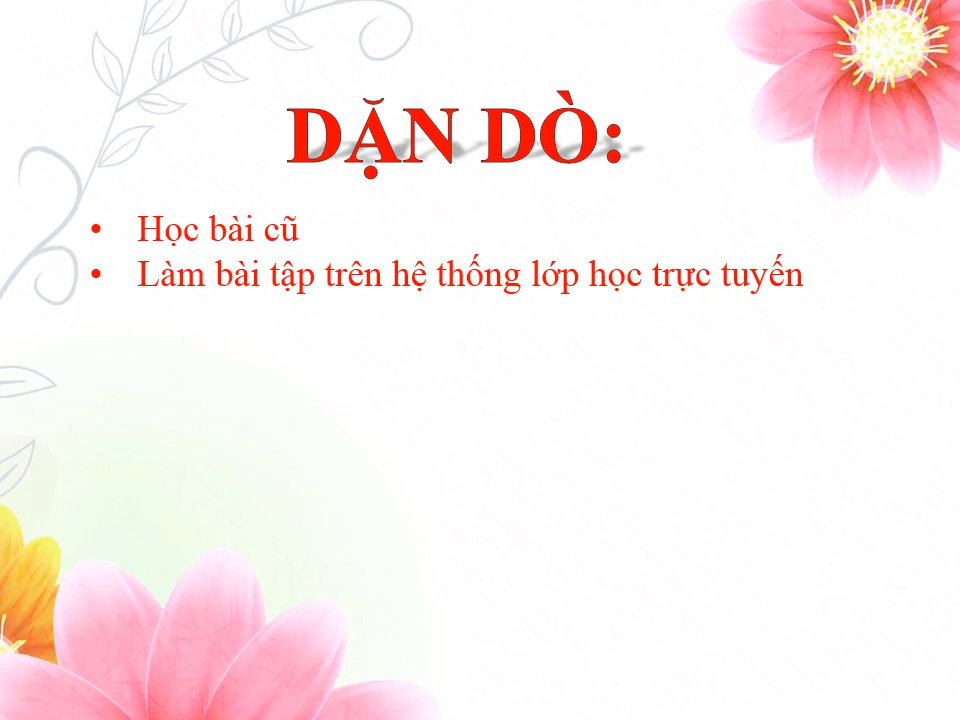 DẶN DÒ:
• Học bài cũ
• Làm bài tập trên hệ thống lớp học trực tuyến